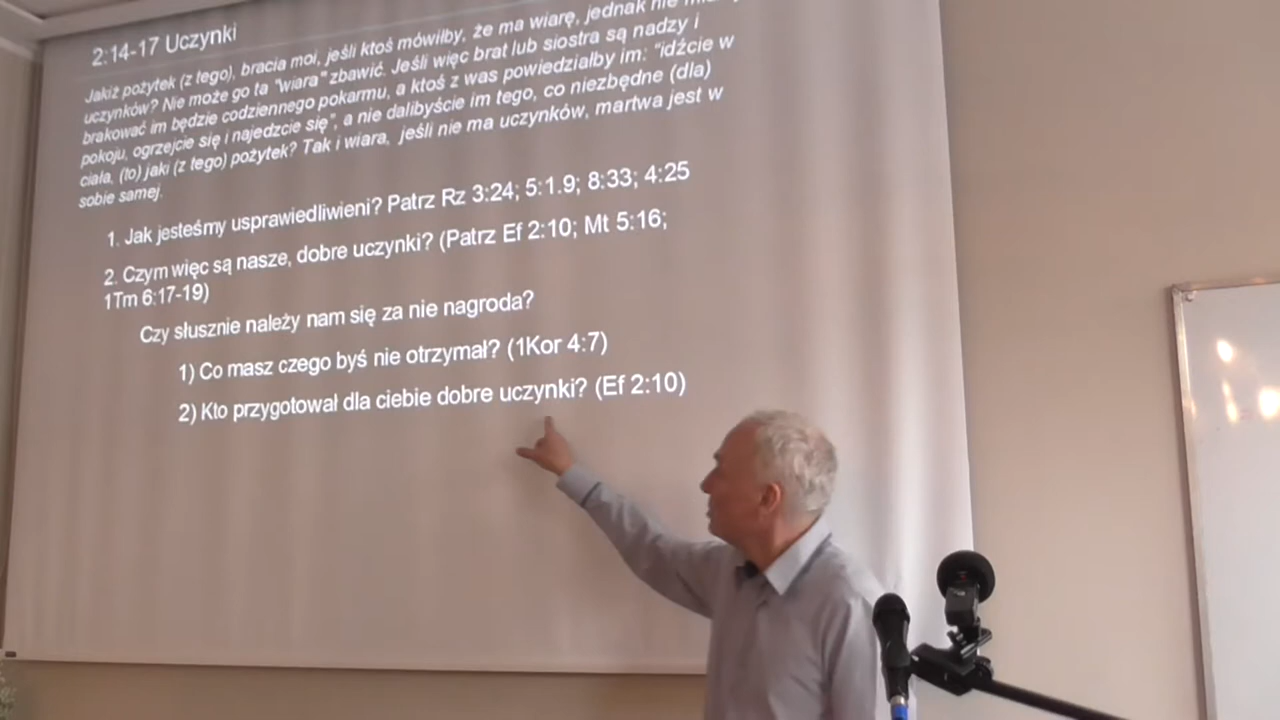 2:14-17 Uczynki
Jakiż pożytek (z tego), bracia moi, jeśli ktoś mówiłby, że ma wiarę, jednak nie
uczynków? Nie może go ta "wiara" zbawić. Jeśli więc brat lub siostra są nadzy i
brakować im będzie codziennego pokarmu, a ktoś z was powiedziałby im: "idźcie w
pokoju, ogrzejcie się i najedzcie się", a nie dalibyście im tego, co niezbędne (dla)
ciała, (to) jaki (z tego) pożytek? Tak i wiara, jeśli nie ma uczynków, martwa jest w
sobie samej.
1. Jak jesteśmy usprawiedliwieni? Patrz Rz 3:24; 5:1.9; 8:33; 4:25
2. Czym więc są nasze, dobre uczynki? (Patrz Ef 2:10; Mt 5:16;
1Tm 6:17-19)
Czy słusznie należy nam się za nie nagroda?
1) Co masz czego byś nie otrzymał? (1Kor 4:7)
2) Kto przygotował dla ciebie dobre uczynki? (Ef 2:10)